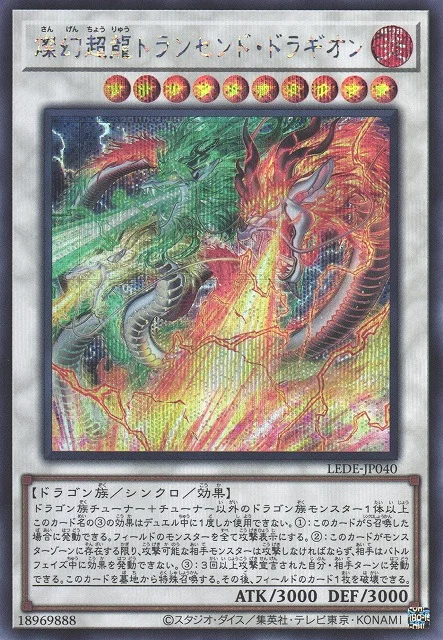 さん げん ちょう りゅう
燦幻超龍トランセンド・ドラギオン
炎
LEDE-JP040
【ドラゴン族／シンクロ／効果】
ドラゴン族チューナー＋チューナー以外のドラゴン族モンスター1体以上
このカード名の③の効果はデュエル中に1度しか使用できない。①：このカードがS召喚した
場合に発動できる。フィールドのモンスターを全て攻撃表示にする。②：このカードがモンス
ターゾーンに存在する限り、攻撃可能な相手モンスターは攻撃しなければならず、相手はバトル
フェイズ中に効果を発動できない。③：3回以上攻撃宣言された自分・相手ターンに発動
できる。このカードを墓地から特殊召喚する。その後、フィールドのカード1枚を破壊できる。
ATK/3000 DEF/3000
18969888
©スタジオ・ダイス／集英社・テレビ東京・KONAMI